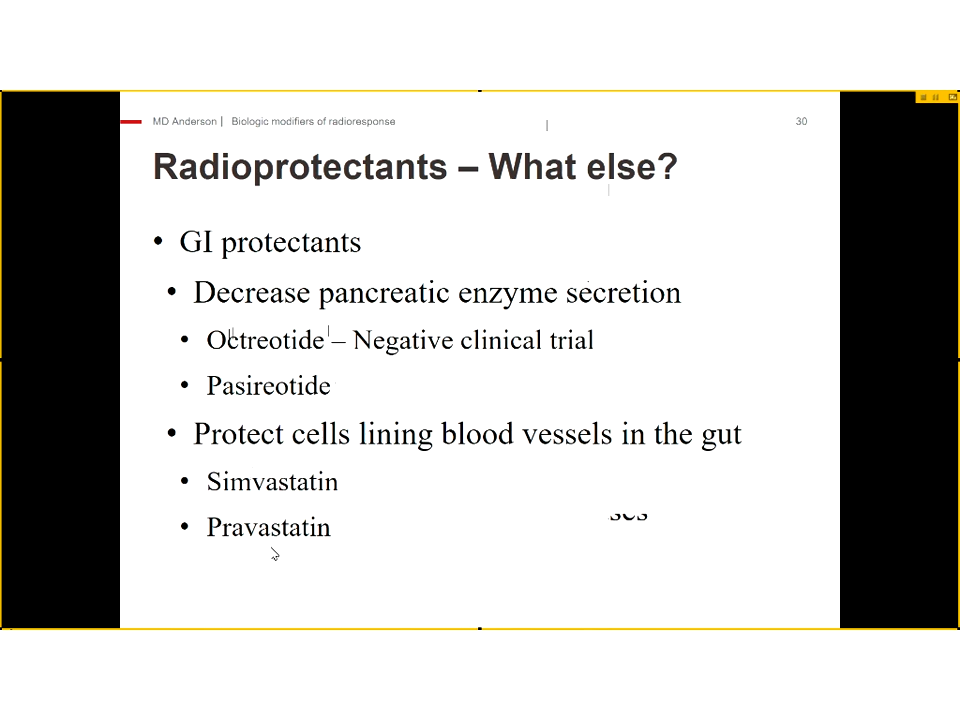 MD Anderson | Biologic modifiers of radioresponse 30
Radioprotectants – What else?
• GI protectants
• Decrease pancreatic enzyme secretion
• Octreotide – Negative clinical trial
• Pasireotide
• Protect cells lining blood vessels in the gut
• Simvastatin
• Pravastatin